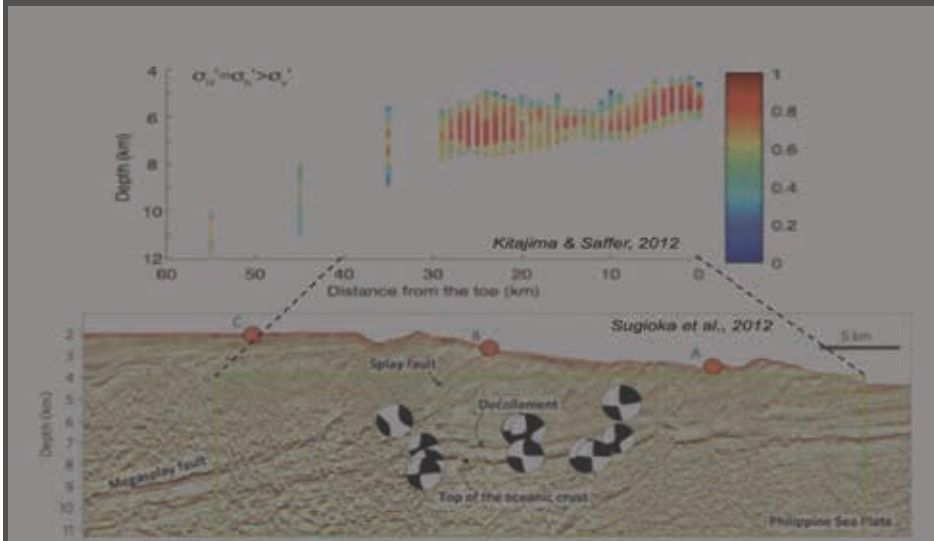 σH'=σh'>σv'
4
6
8
10
12
Depth (km)
60 50 40 30 20 10 0
Distance from the toe (km)
1
0.8
0.6
0.4
0.2
0
Kitajima & Saffer, 2012
Sugioka et al., 2012
5 km
C
B
A
2
3
4
5
6
7
8
9
10
11
Depth (km)
Splay fault
Décollement
Megasplay fault
Top of the oceanic crust
Philippine Sea Plate